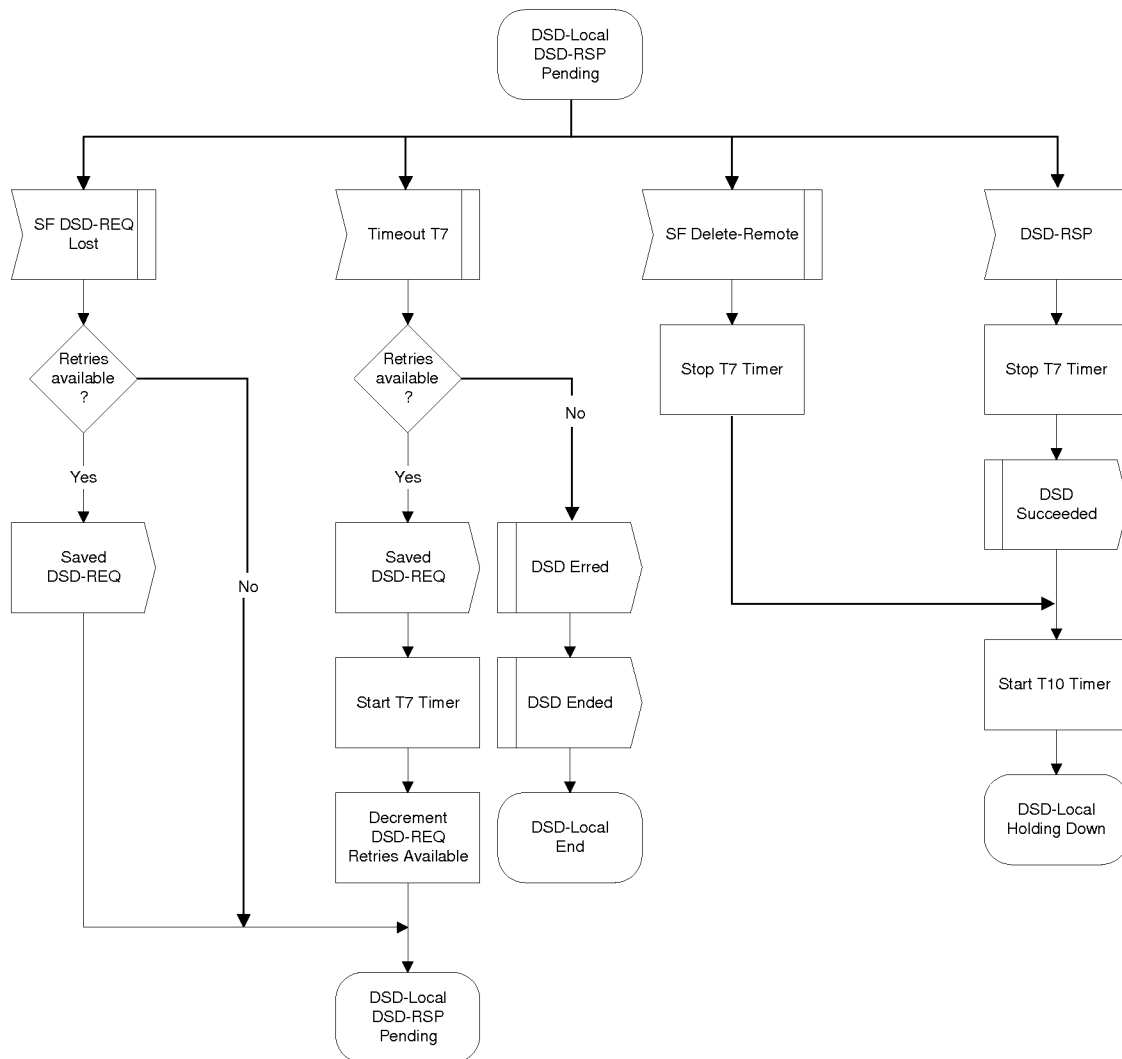 DSD-Local
DSD-RSP
Pending
SF DSD-REQ
Lost
Timeout T7
SF Delete-Remote
DSD-RSP
Retries
available
?
Retries
available
?
Stop T7 Timer
Stop T7 Timer
No
Yes
Yes
DSD
Succeeded
Saved
DSD-REQ
Saved
DSD-REQ
DSD Erred
No
Start T7 Timer
DSD Ended
Start T10 Timer
Decrement
DSD-REQ
Retries Available
DSD-Local
End
DSD-Local
Holding Down
DSD-Local
DSD-RSP
Pending